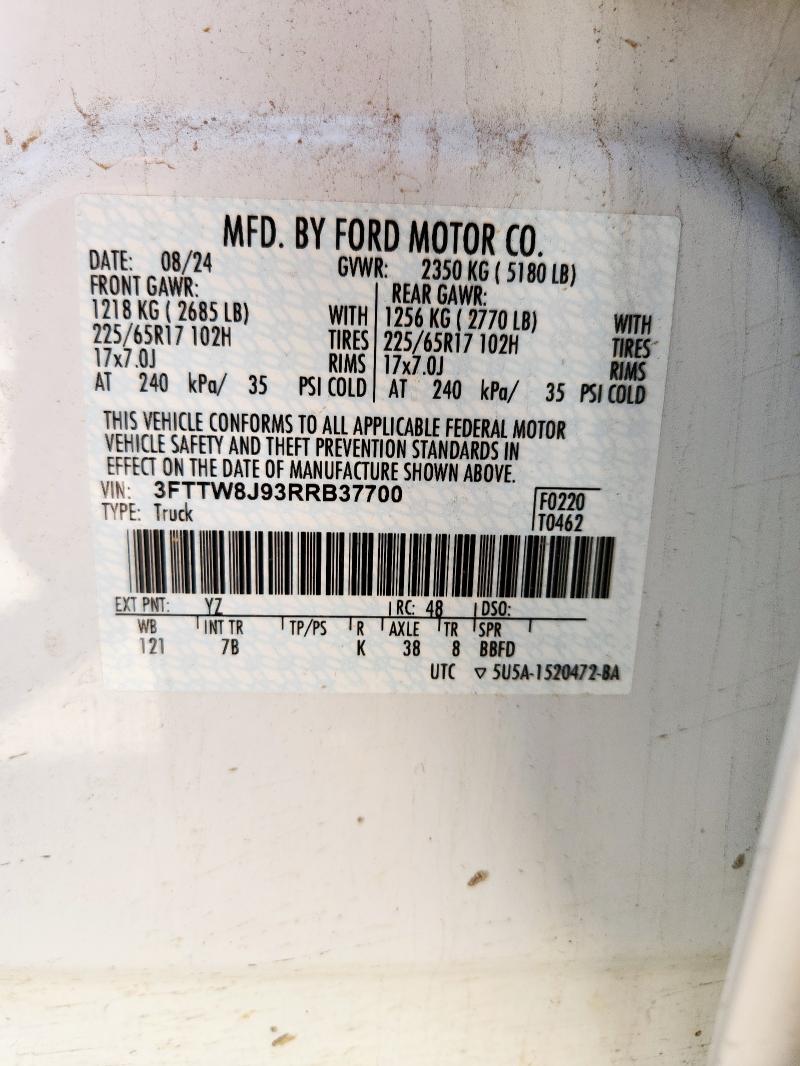 MFD. BY FORD MOTOR CO.
DATE: 08/24 GVWR: 2350 KG ( 5180 LB)
FRONT GAWR: REAR GAWR:
1218 KG ( 2685 LB) WITH 1256 KG ( 2770 LB) WITH
225/65R17 102H TIRES 225/65R17 102H TIRES
17x7.0J RIMS 17x7.0J RIMS
AT 240 kPa/ 35 PSI COLD AT 240 kPa/ 35 PSI COLD
THIS VEHICLE CONFORMS TO ALL APPLICABLE FEDERAL MOTOR
VEHICLE SAFETY AND THEFT PREVENTION STANDARDS IN
EFFECT ON THE DATE OF MANUFACTURE SHOWN ABOVE.
VIN: 3FTTW8J93RRB37700 F0220
TYPE: Truck T0462
EXT PNT: YZ RC: 48 DSO:
WB INT TR TP/PS R AXLE TR SPR
121 7B K 38 8 BBFD
UTC ▽ 5U5A-1520472-BA